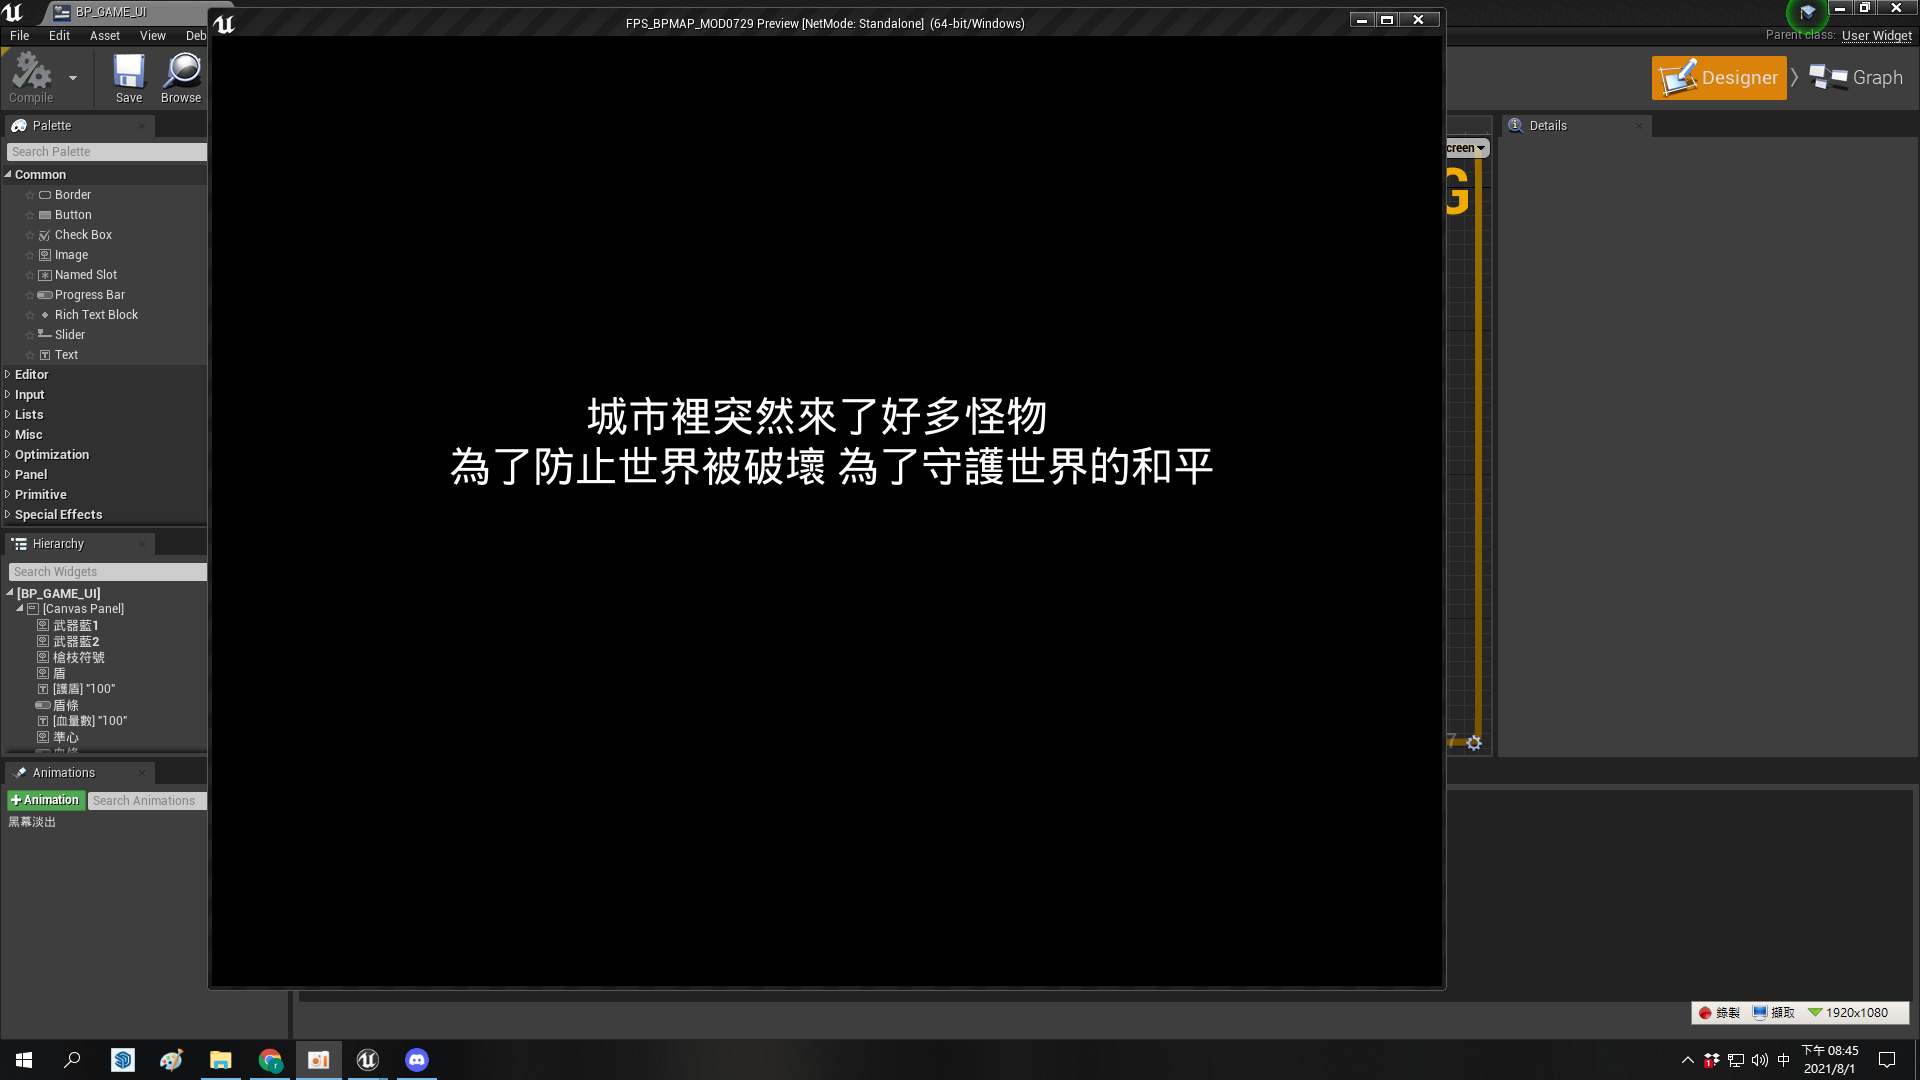 BP_GAME_UI
FPS_BPMAP_MOD0729 Preview [NetMode: Standalone] (64-bit/Windows)
File Edit Asset View Deb
Parent class: User Widget
Compile Save Browse
Designer Graph
Palette
Details
Search Palette
creen
Common
G
Border
Button
Check Box
Image
Named Slot
Progress Bar
Rich Text Block
Slider
Text
Editor
Input
Lists
Misc
Optimization
Panel
Primitive
Special Effects
城市裡突然來了好多怪物
為了防止世界被破壞 為了守護世界的和平
Hierarchy
Search Widgets
[BP_GAME_UI]
[Canvas Panel]
武器藍1
武器藍2
槍枝符號
盾
[護盾] "100"
盾條
[血量數] "100"
準心
血條
7
Animations
+Animation Search Animations
黑幕淡出
錄製 擷取 1920x1080
中 下午 08:45
2021/8/1